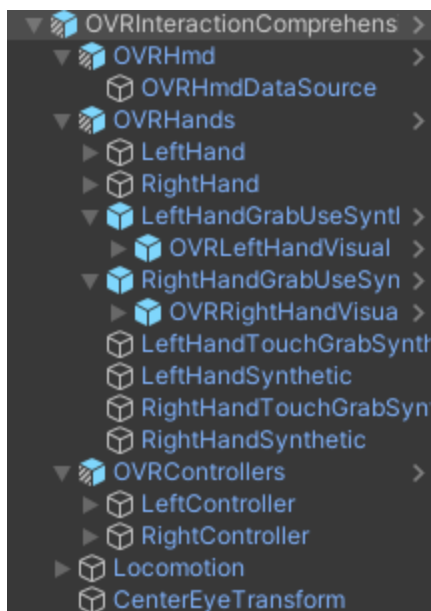 OVRInteractionComprehens
OVRHmd
OVRHmdDataSource
OVRHands
LeftHand
RightHand
LeftHandGrabUseSyntl
OVRLeftHandVisual
RightHandGrabUseSyn
OVRRightHandVisua
LeftHandTouchGrabSynth
LeftHandSynthetic
RightHandTouchGrabSyn
RightHandSynthetic
OVRControllers
LeftController
RightController
Locomotion
CenterEyeTransform